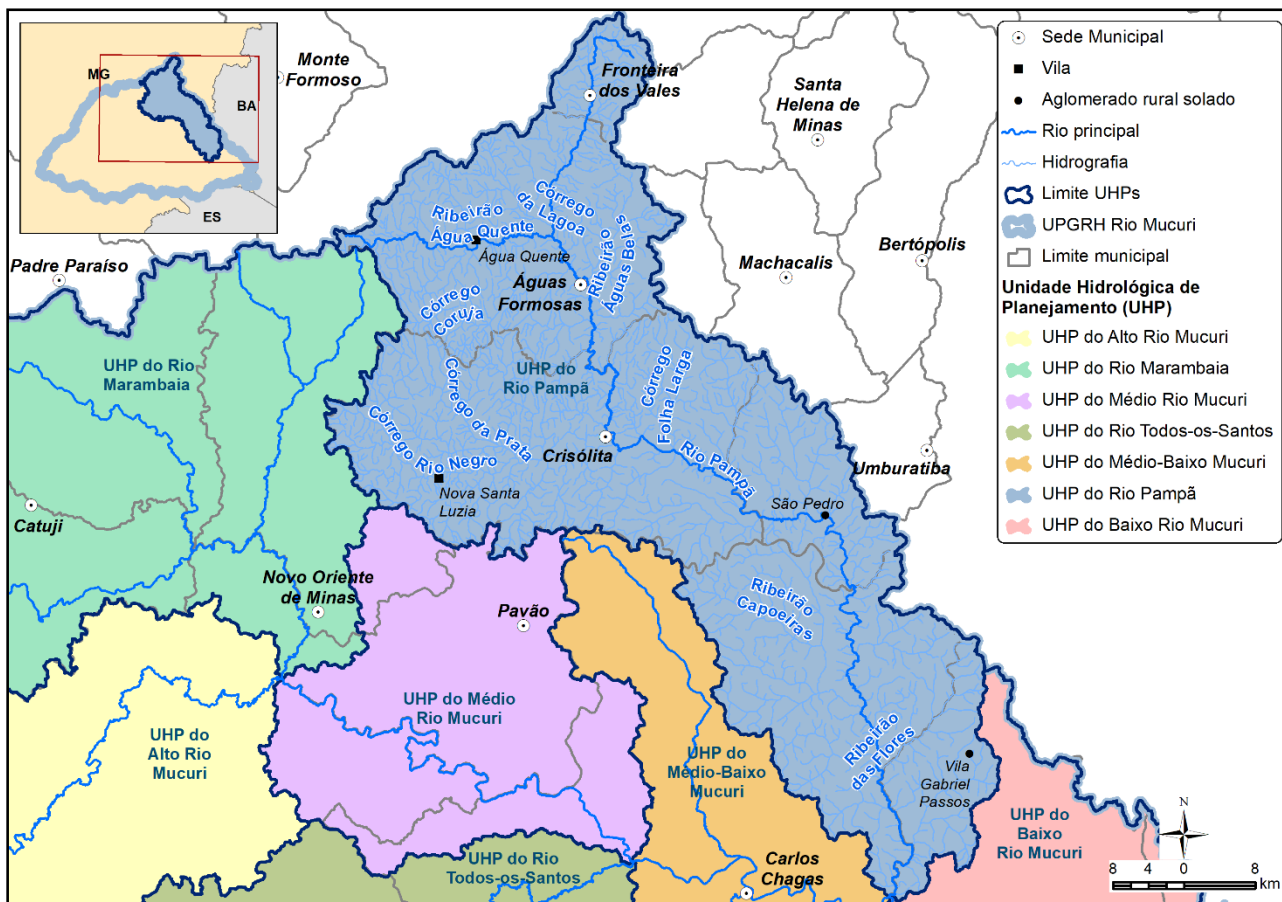 MG
BA
ES
Monte
Formoso
Fronteira
dos Vales
Santa
Helena de
Minas
Padre Paraíso
Ribeirão
Água Quente
Córrego
da Lagoa
Ribeirão
Águas Belas
Água Quente
Águas
Formosas
Machacalis
Bertópolis
Córrego
Coruja
UHP do Rio
Marambaia
UHP do
Rio Pampã
Córrego da Prata
Córrego
Folha Larga
Córrego Rio Negro
Crisólita
Rio Pampã
Umburatiba
Nova Santa
Luzia
São Pedro
Catuji
Novo Oriente
de Minas
Pavão
Ribeirão
Capoeiras
UHP do Médio
Rio Mucuri
UHP do
Alto Rio
Mucuri
UHP do
Médio-Baixo
Mucuri
Ribeirão
das Flores
Vila
Gabriel
Passos
UHP do
Baixo
Rio Mucuri
UHP do Rio
Todos-os-Santos
Carlos
Chagas
Sede Municipal
Vila
Aglomerado rural solado
Rio principal
Hidrografia
Limite UHPs
UPGRH Rio Mucuri
Limite municipal
Unidade Hidrológica de
Planejamento (UHP)
UHP do Alto Rio Mucuri
UHP do Rio Marambaia
UHP do Médio Rio Mucuri
UHP do Rio Todos-os-Santos
UHP do Médio-Baixo Mucuri
UHP do Rio Pampã
UHP do Baixo Rio Mucuri
N
8 4 0 8
km